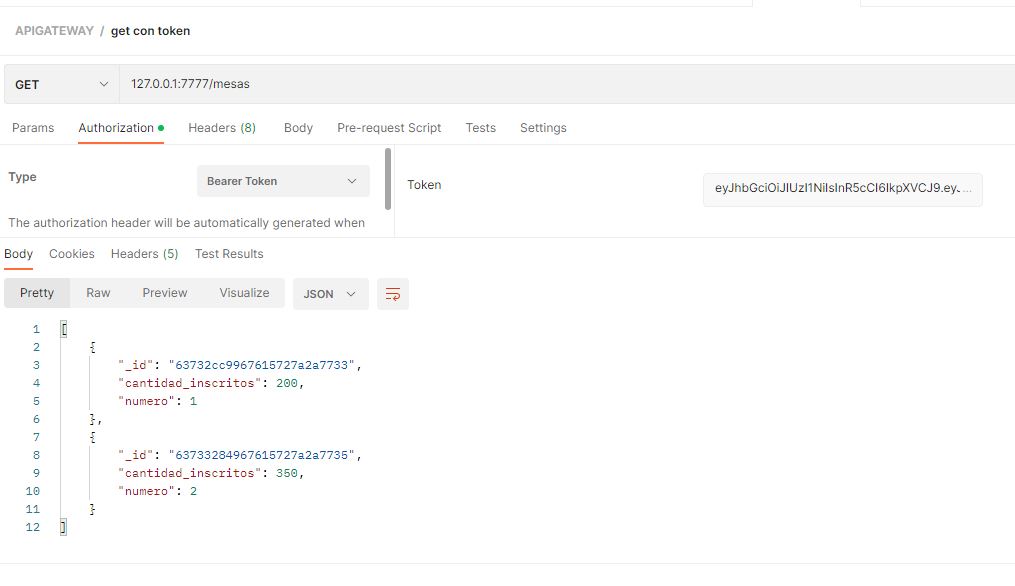 APIGATEWAY / get con token
GET 127.0.0.1:7777/mesas
Params Authorization Headers (8) Body Pre-request Script Tests Settings
Type Bearer Token
Token eyJhbGciOiJIUzI1NiIsInR5cCI6IkpXVCJ9.ey. ...
The authorization header will be automatically generated when
Body Cookies Headers (5) Test Results
Pretty Raw Preview Visualize JSON
1 [
2 {
3 "_id": "63732cc9967615727a2a7733",
4 "cantidad_inscritos": 200,
5 "numero": 1
6 },
7 {
8 "_id": "63733284967615727a2a7735",
9 "cantidad_inscritos": 350,
10 "numero": 2
11 }
12 ]